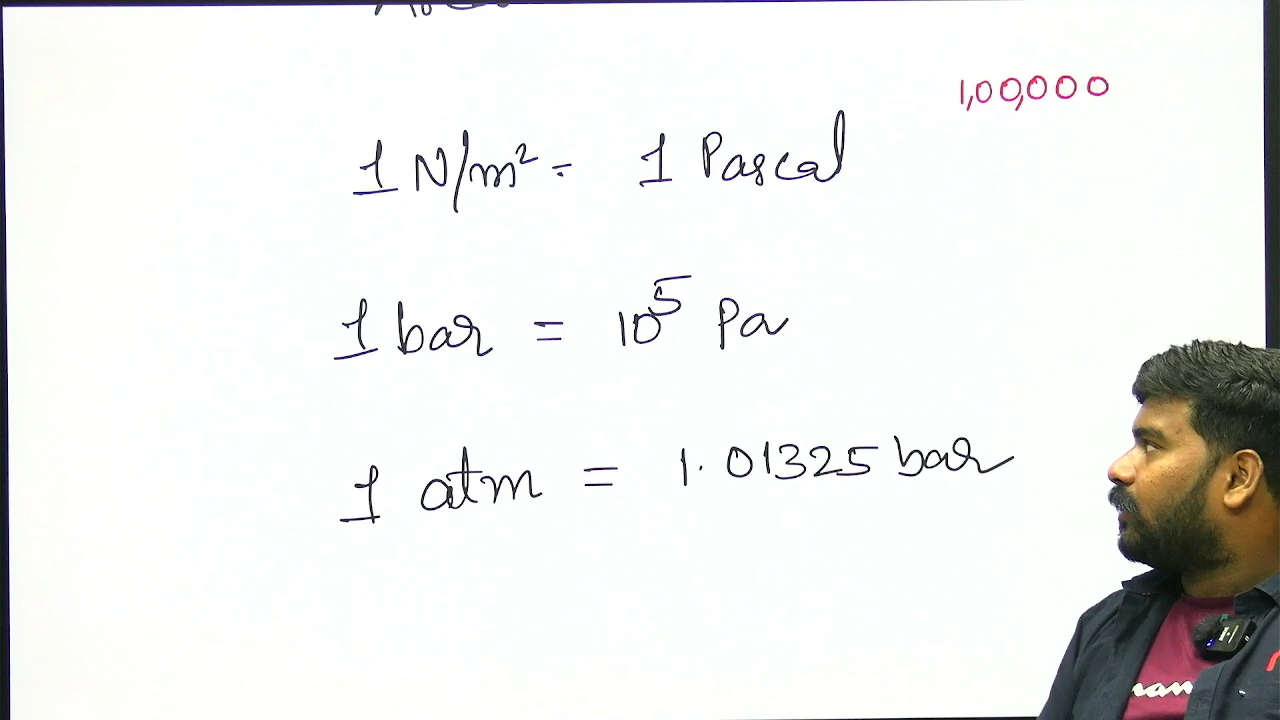 1,00,000
1 N/m² = 1 Pascal
1 bar = 10⁵ Pa
1 atm = 1.01325 bar